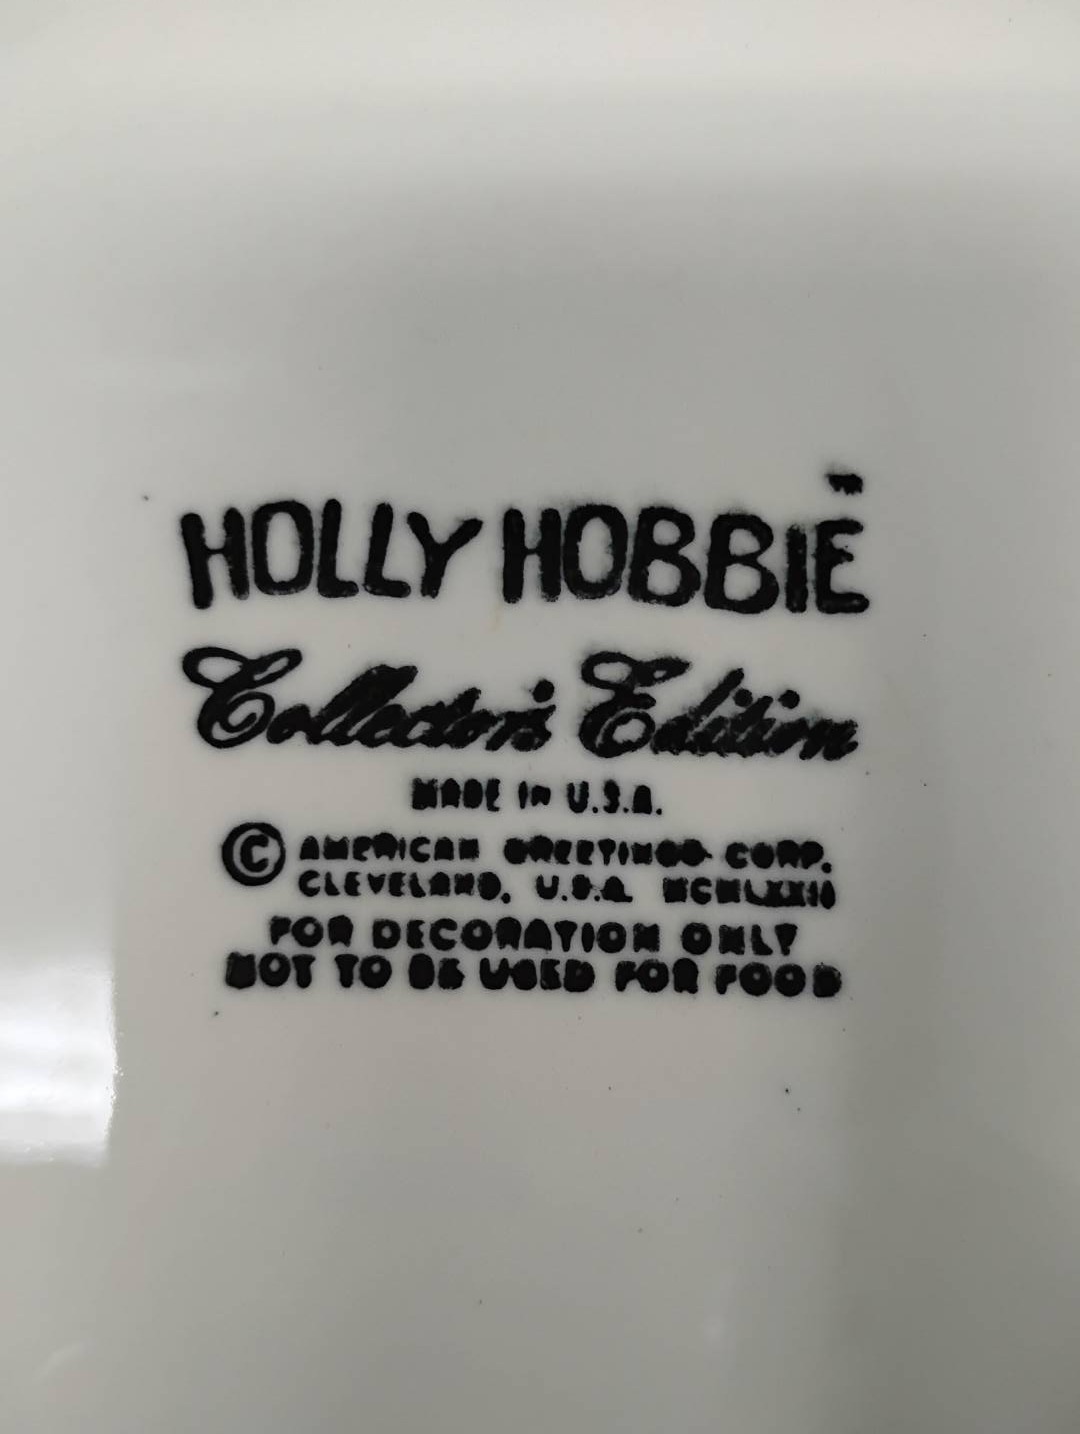 HOLLY HOBBIE™
Collector's Edition
MADE IN U.S.A.
© AMERICAN GREETINGS CORP.
CLEVELAND, U.S.A. MCMLXXII
FOR DECORATION ONLY
NOT TO BE USED FOR FOOD